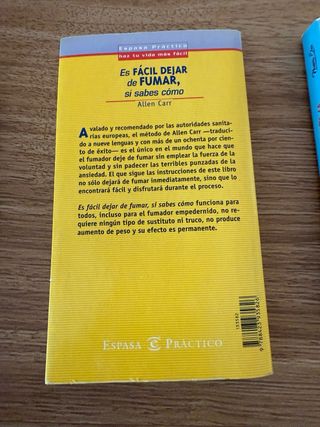 Espasa Práctico
haz tu vida más fácil
Es FÁCIL DEJAR
de FUMAR,
si sabes cómo
Allen Carr
Avalado y recomendado por las autoridades sanita-
rias europeas, el método de Allen Carr —traduci-
do a nueve lenguas y con más de un ochenta por cien-
to de éxito— es el único en el mundo que hace que
el fumador deje de fumar sin emplear la fuerza de la
voluntad y sin padecer las terribles punzadas de la
ansiedad. El que sigue las instrucciones de este libro
no sólo dejará de fumar inmediatamente, sino que lo
encontrará fácil y disfrutará durante el proceso.
Es fácil dejar de fumar, si sabes cómo funciona para
todos, incluso para el fumador empedernido, no re-
quiere ningún tipo de sustituto ni truco, no produce
aumento de peso y su efecto es permanente.
ESPASA PRÁCTICO